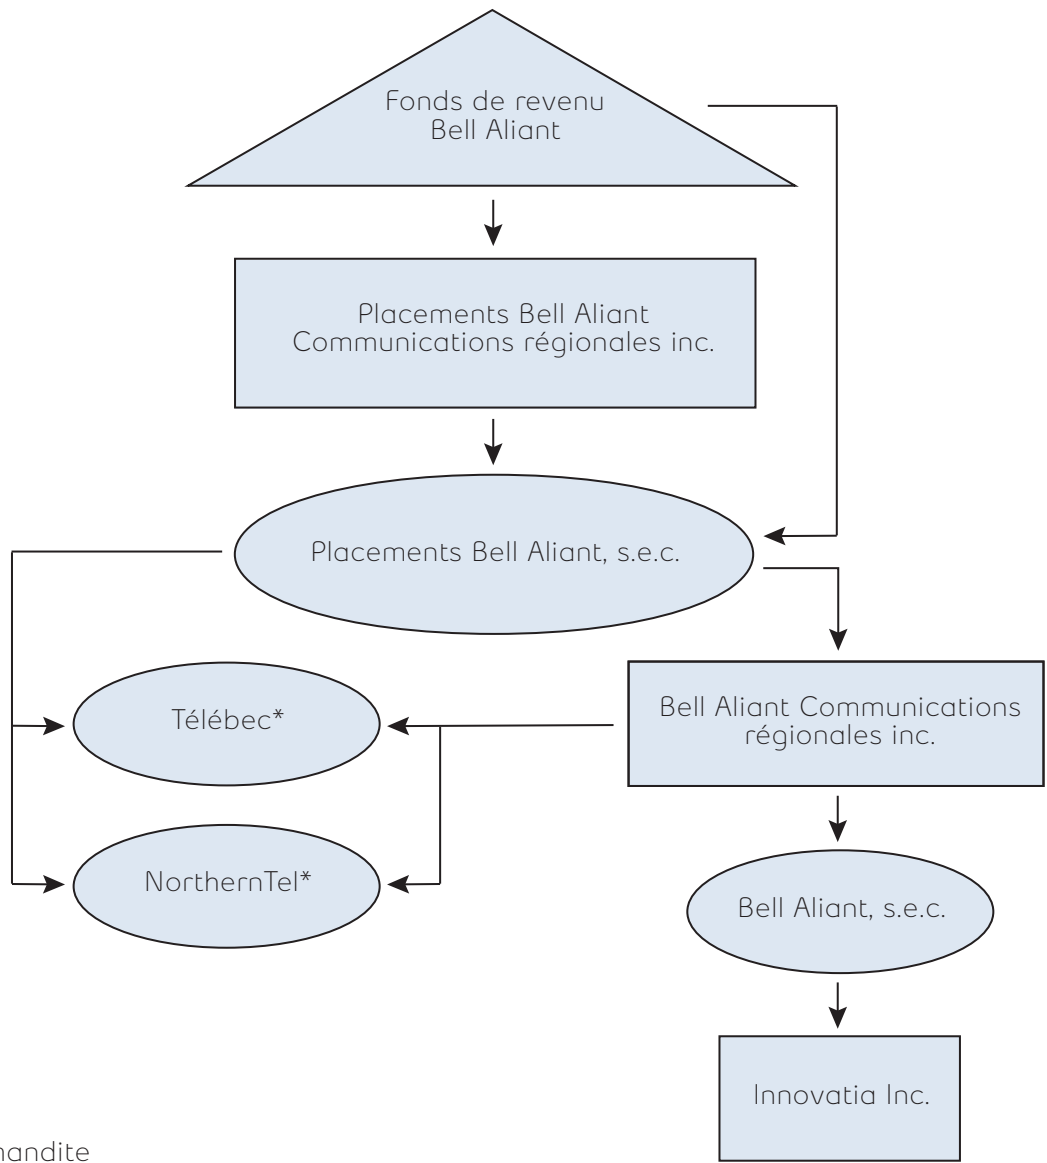 Fonds de revenu
Bell Aliant
Placements Bell Aliant
Communications régionales inc.
Placements Bell Aliant, s.e.c.
Télébec*
Bell Aliant Communications
régionales inc.
NorthernTel*
Bell Aliant, s.e.c.
Innovatia Inc.